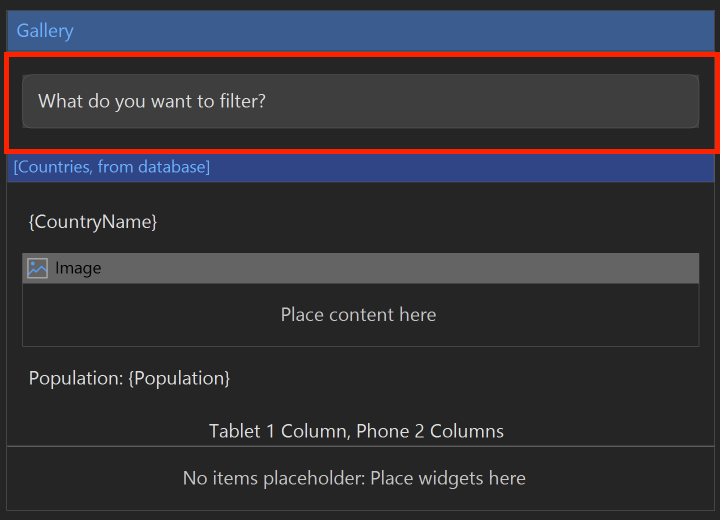 Gallery
What do you want to filter?
[Countries, from database]
{CountryName}
Image
Place content here
Population: {Population}
Tablet 1 Column, Phone 2 Columns
No items placeholder: Place widgets here